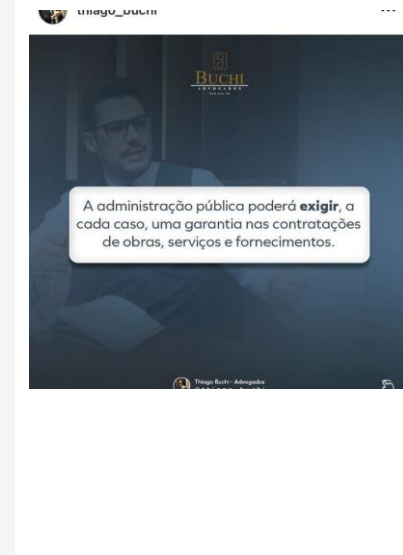 thiago_buchi
BUCHI
ADVOGADOS
A administração pública poderá exigir, a
cada caso, uma garantia nas contratações
de obras, serviços e fornecimentos.
Thiago Buchi - Advogados